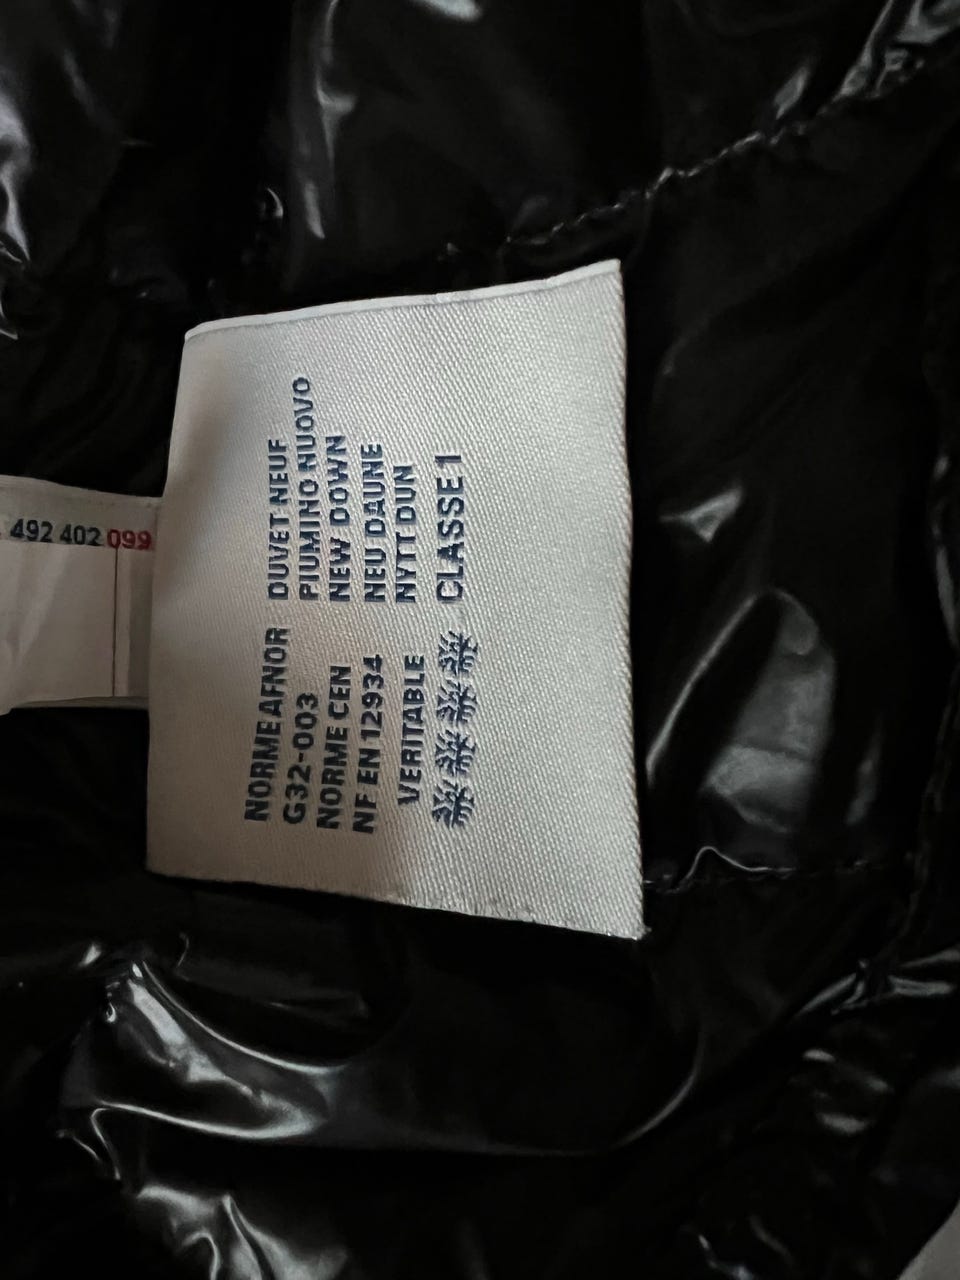 492 402 099
NORME AFNOR DUVET NEUF
G32-003 PIUMINO NUOVO
NORME CEN NEW DOWN
NF EN 12934 NEU DAUNE
NYTT DUN
VERITABLE
CLASSE 1